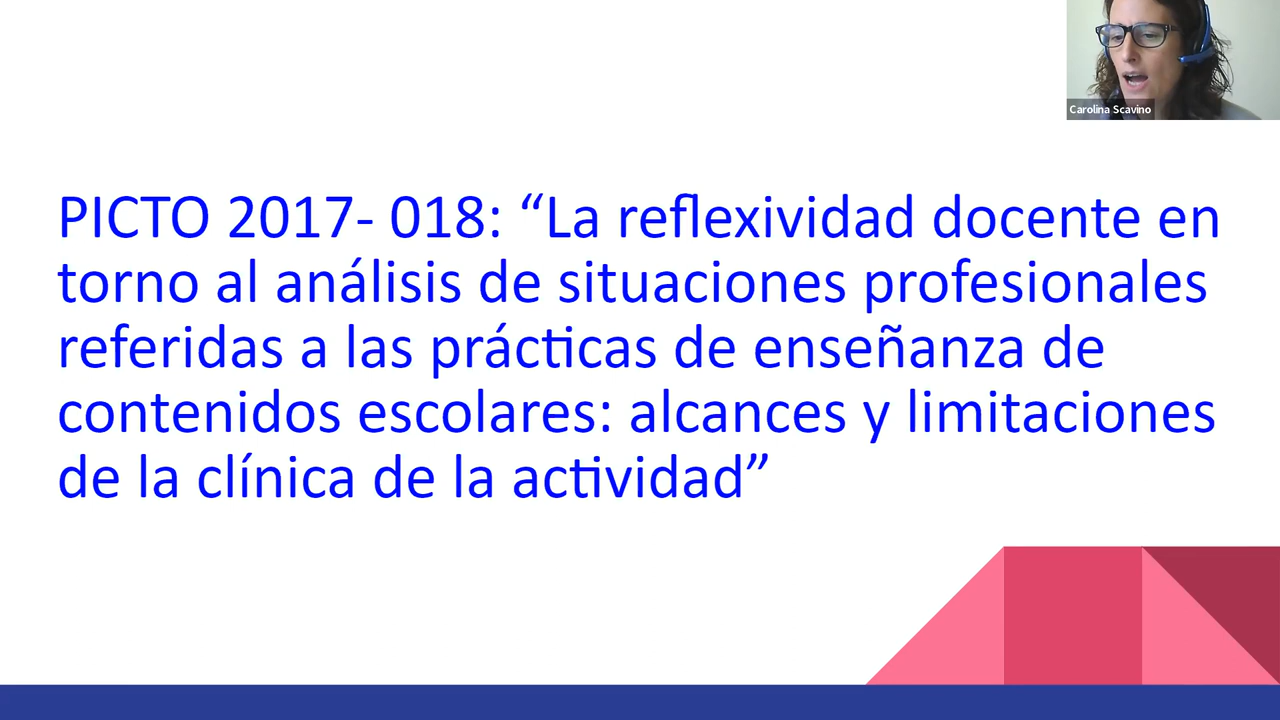 Carolina Scavino
PICTO 2017- 018: “La reflexividad docente en
torno al análisis de situaciones profesionales
referidas a las prácticas de enseñanza de
contenidos escolares: alcances y limitaciones
de la clínica de la actividad”